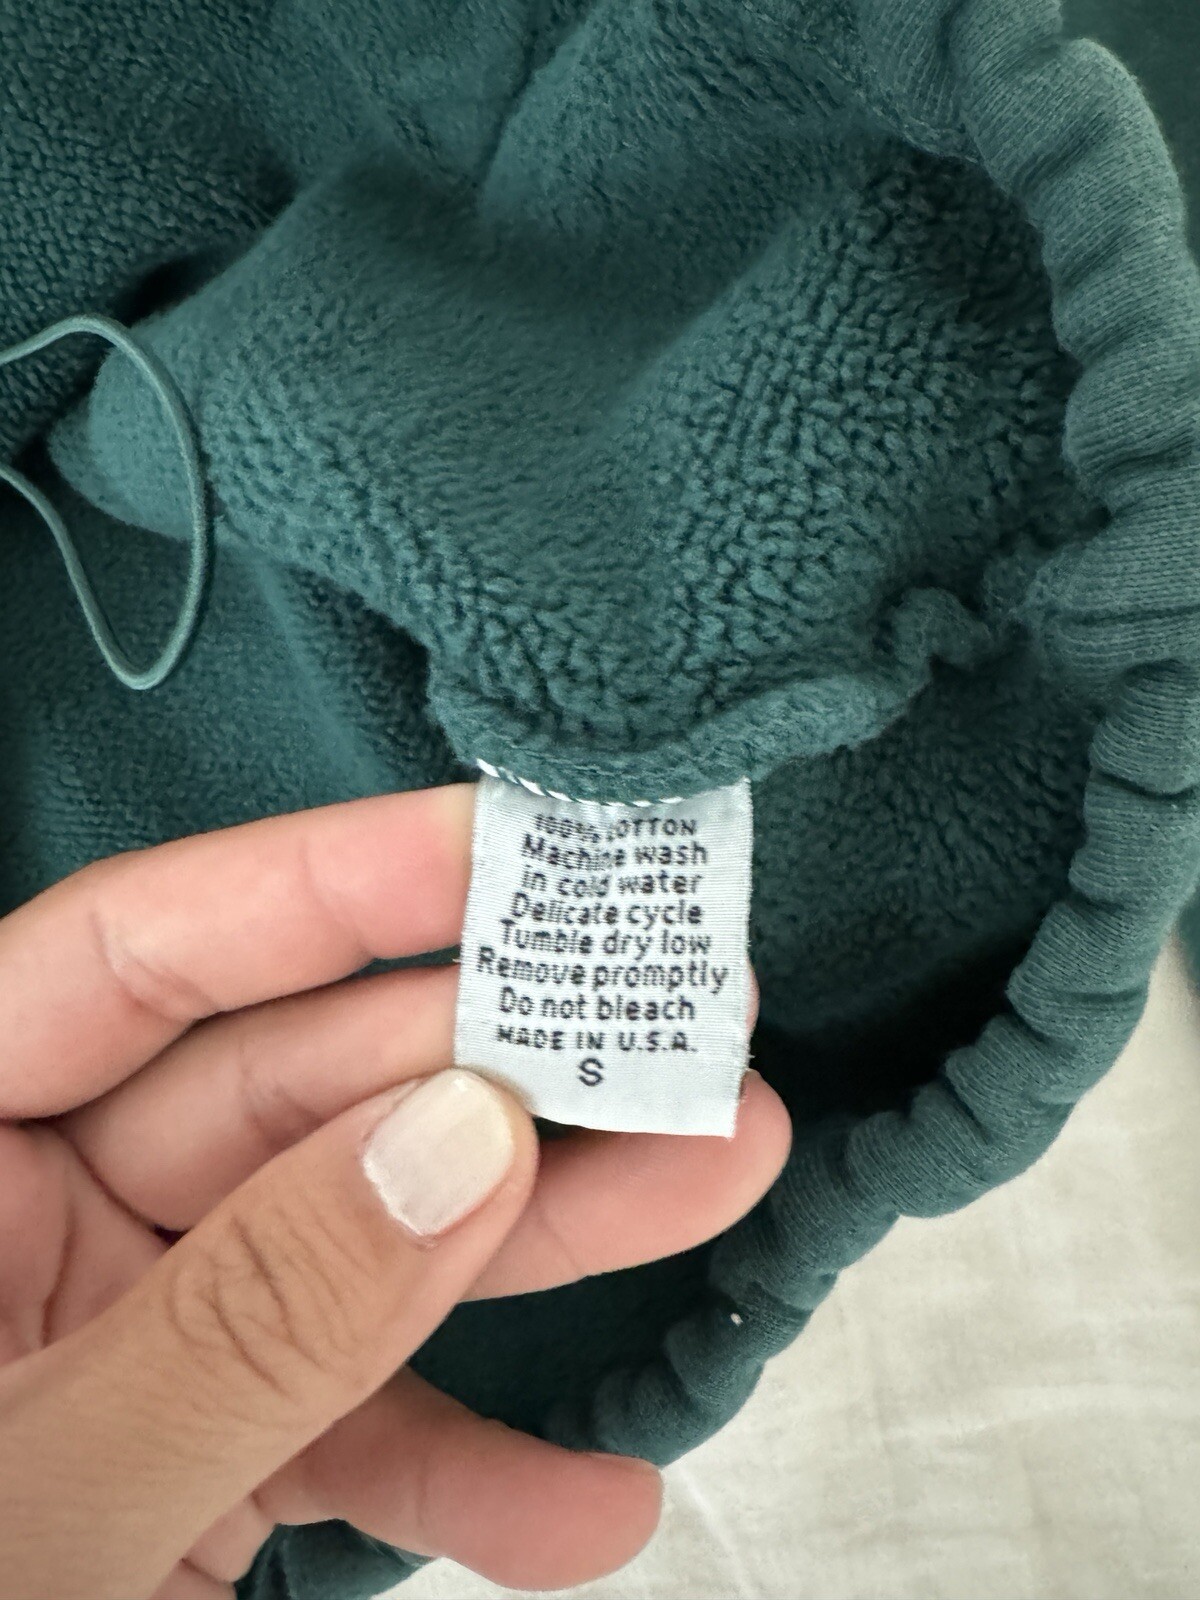 100% COTTON
Machine wash
in cold water
Delicate cycle
Tumble dry low
Remove promptly
Do not bleach
MADE IN U.S.A.
S